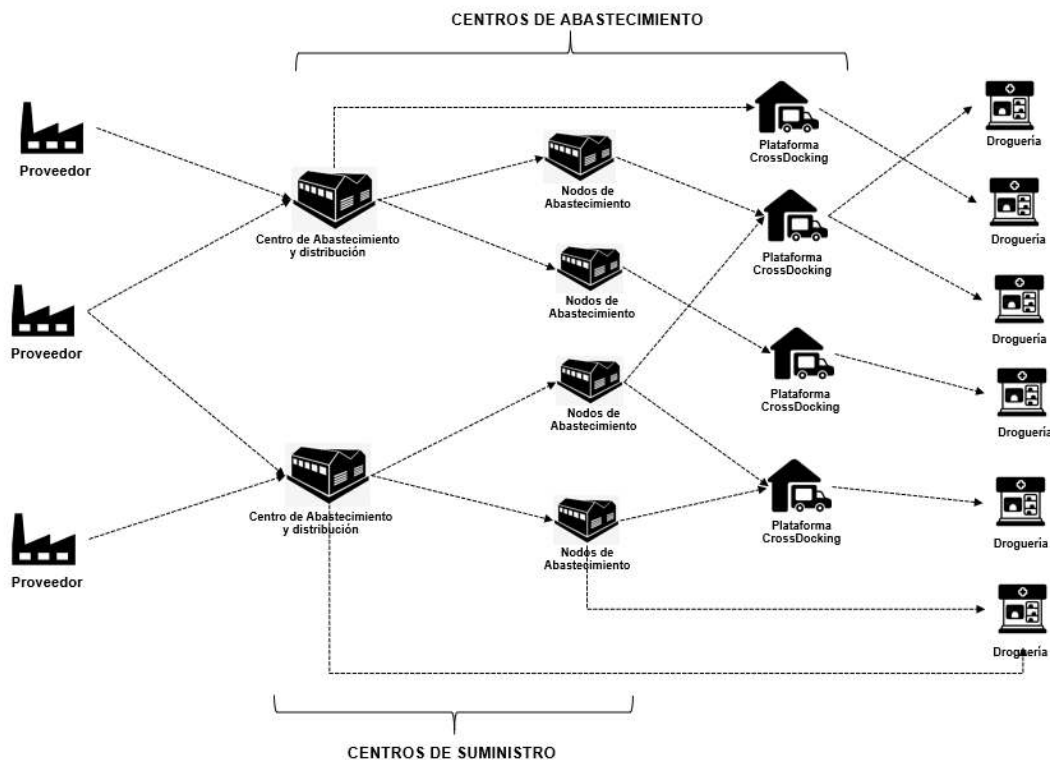 CENTROS DE ABASTECIMIENTO
Proveedor
Proveedor
Proveedor
Centro de Abastecimiento
y distribución
Centro de Abastecimiento
y distribución
Nodos de
Abastecimiento
Nodos de
Abastecimiento
Nodos de
Abastecimiento
Nodos de
Abastecimiento
Plataforma
CrossDocking
Plataforma
CrossDocking
Plataforma
CrossDocking
Plataforma
CrossDocking
Droguería
Droguería
Droguería
Droguería
Droguería
Droguería
CENTROS DE SUMINISTRO